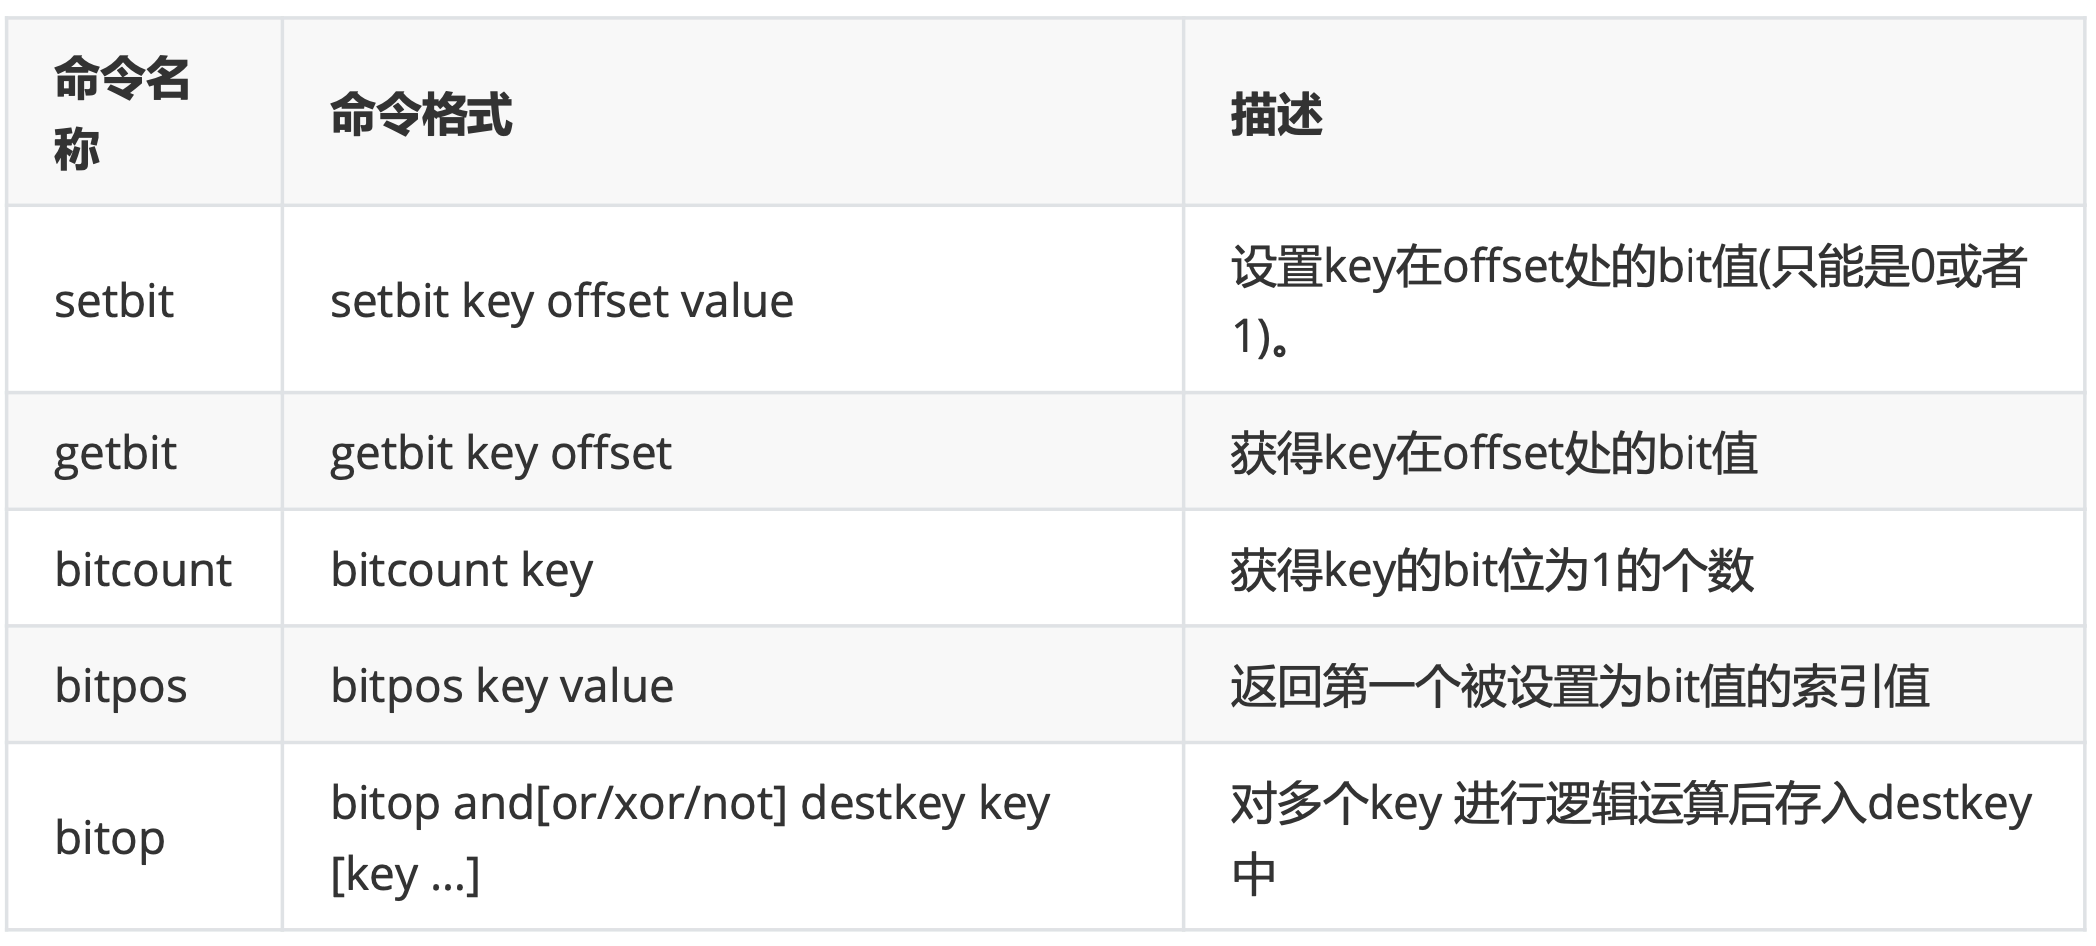 命令名
称
命令格式
描述
setbit
setbit key offset value
设置key在offset处的bit值(只能是0或者
1)。
getbit
getbit key offset
获得key在offset处的bit值
bitcount
bitcount key
获得key的bit位为1的个数
bitpos
bitpos key value
返回第一个被设置为bit值的索引值
bitop
bitop and[or/xor/not] destkey key
[key …]
对多个key 进行逻辑运算后存入destkey
中